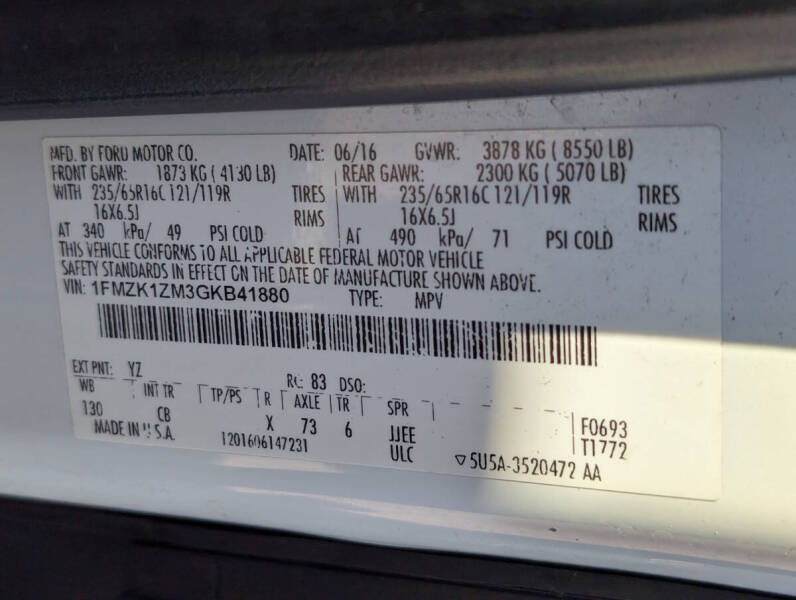 MFD. BY FORD MOTOR CO. DATE: 06/16 GVWR: 3878 KG ( 8550 LB)
FRONT GAWR: 1873 KG ( 4130 LB) REAR GAWR: 2300 KG ( 5070 LB)
WITH 235/65R16C 121/119R TIRES WITH 235/65R16C 121/119R TIRES
16X6.5J RIMS 16X6.5J RIMS
AT 340 kPa/ 49 PSI COLD AT 490 kPa/ 71 PSI COLD
THIS VEHICLE CONFORMS TO ALL APPLICABLE FEDERAL MOTOR VEHICLE
SAFETY STANDARDS IN EFFECT ON THE DATE OF MANUFACTURE SHOWN ABOVE.
VIN: 1FMZK1ZM3GKB41880 TYPE: MPV
EXT PNT: YZ RC: 83 DSO:
WB INT TR TP/PS R AXLE TR SPR
130 CB X 73 6 JJEE F0693
MADE IN U.S.A. 1201606147231 ULC T1772
▽ 5U5A-3520472 AA